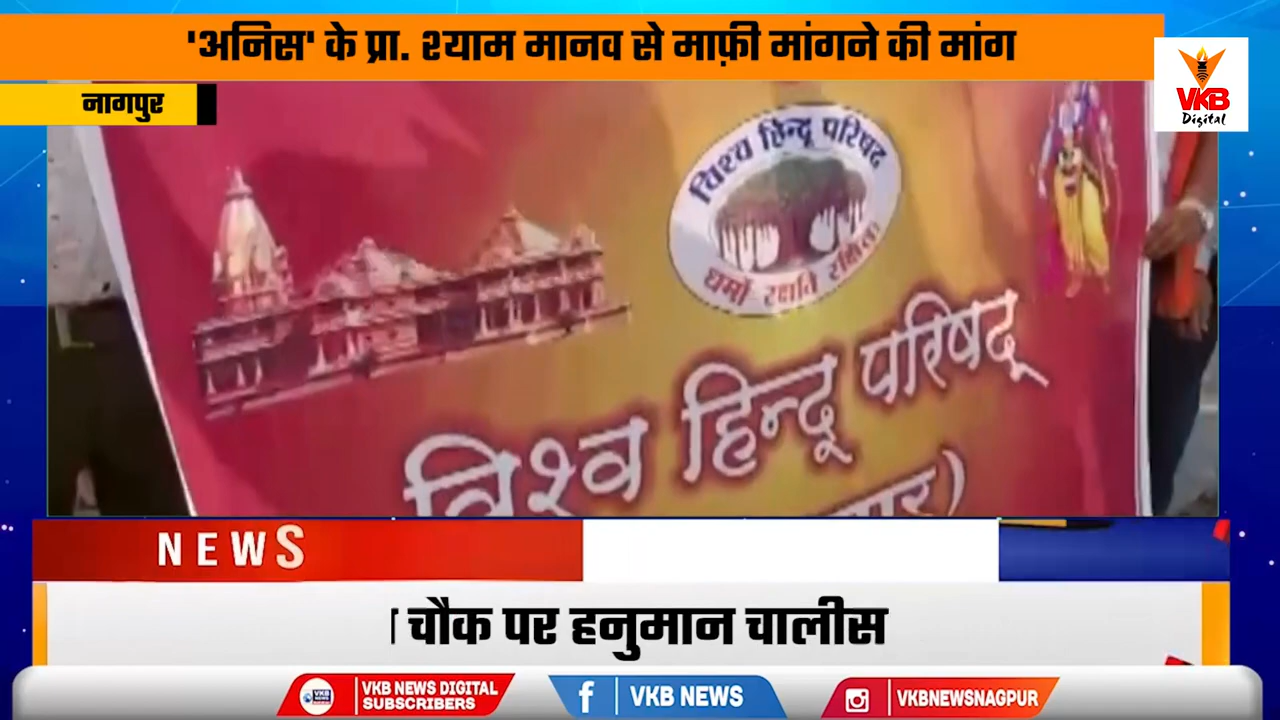 'अनिस' के प्रा. श्याम मानव से माफ़ी मांगने की मांग
नागपुर
VKB
Digital
विश्व हिन्दू परिषद
धर्मो रक्षति रक्षितः
विश्व हिन्दू परिषद्
NEWS
चौक पर हनुमान चालीस
VKB NEWS DIGITAL
SUBSCRIBERS
VKB NEWS
VKBNEWSNAGPUR